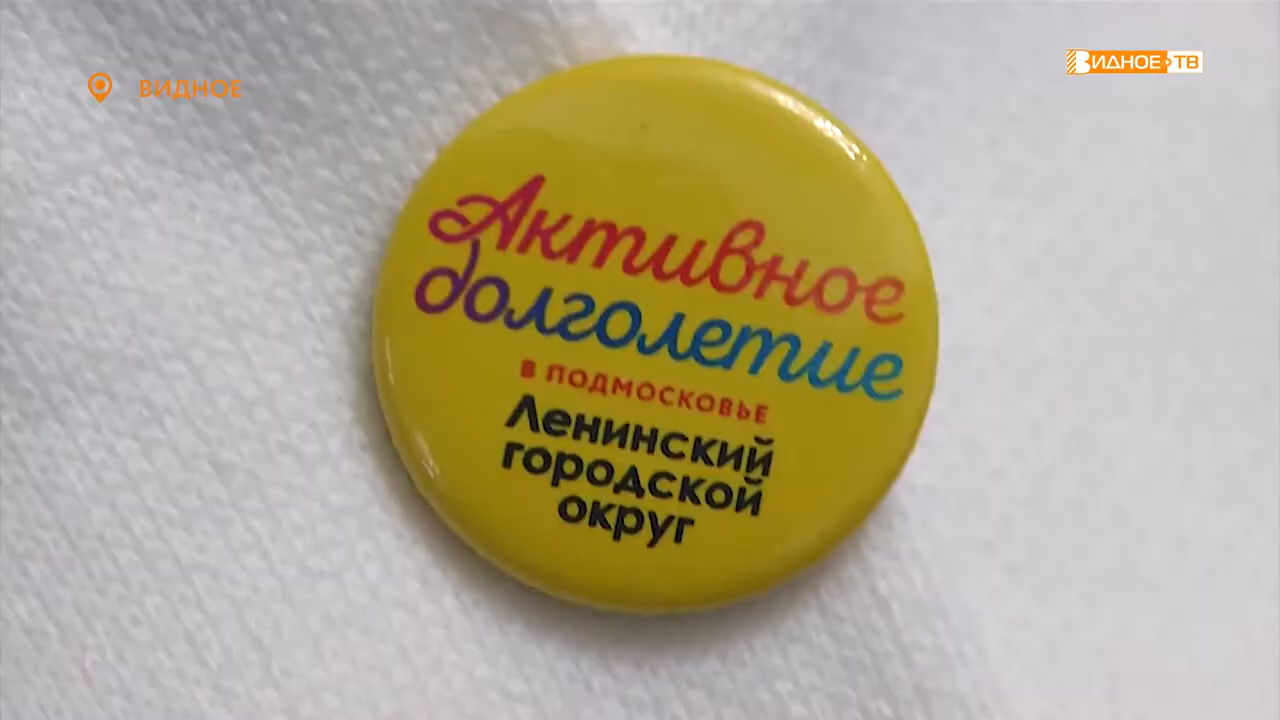 ВИДНОЕ
ВИДНОЕ ТВ
Активное
долголетие
В ПОДМОСКОВЬЕ
Ленинский
городской
округ